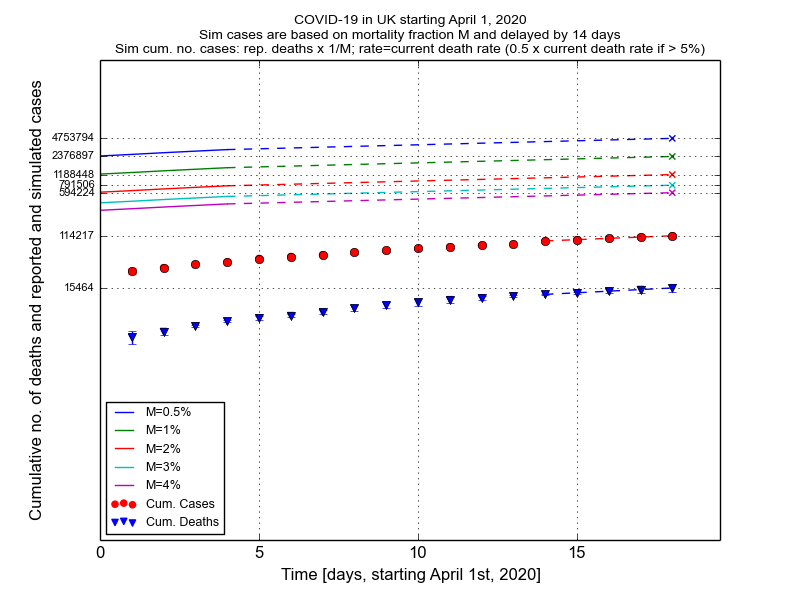 COVID-19 in UK starting April 1, 2020
Sim cases are based on mortality fraction M and delayed by 14 days
Sim cum. no. cases: rep. deaths x 1/M; rate=current death rate (0.5 x current death rate if > 5%)
Cumulative no. of deaths and reported and simulated cases
4753794
2376897
1188448
791506
594224
114217
15464
M=0.5%
M=1%
M=2%
M=3%
M=4%
Cum. Cases
Cum. Deaths
0
5
10
15
Time [days, starting April 1st, 2020]